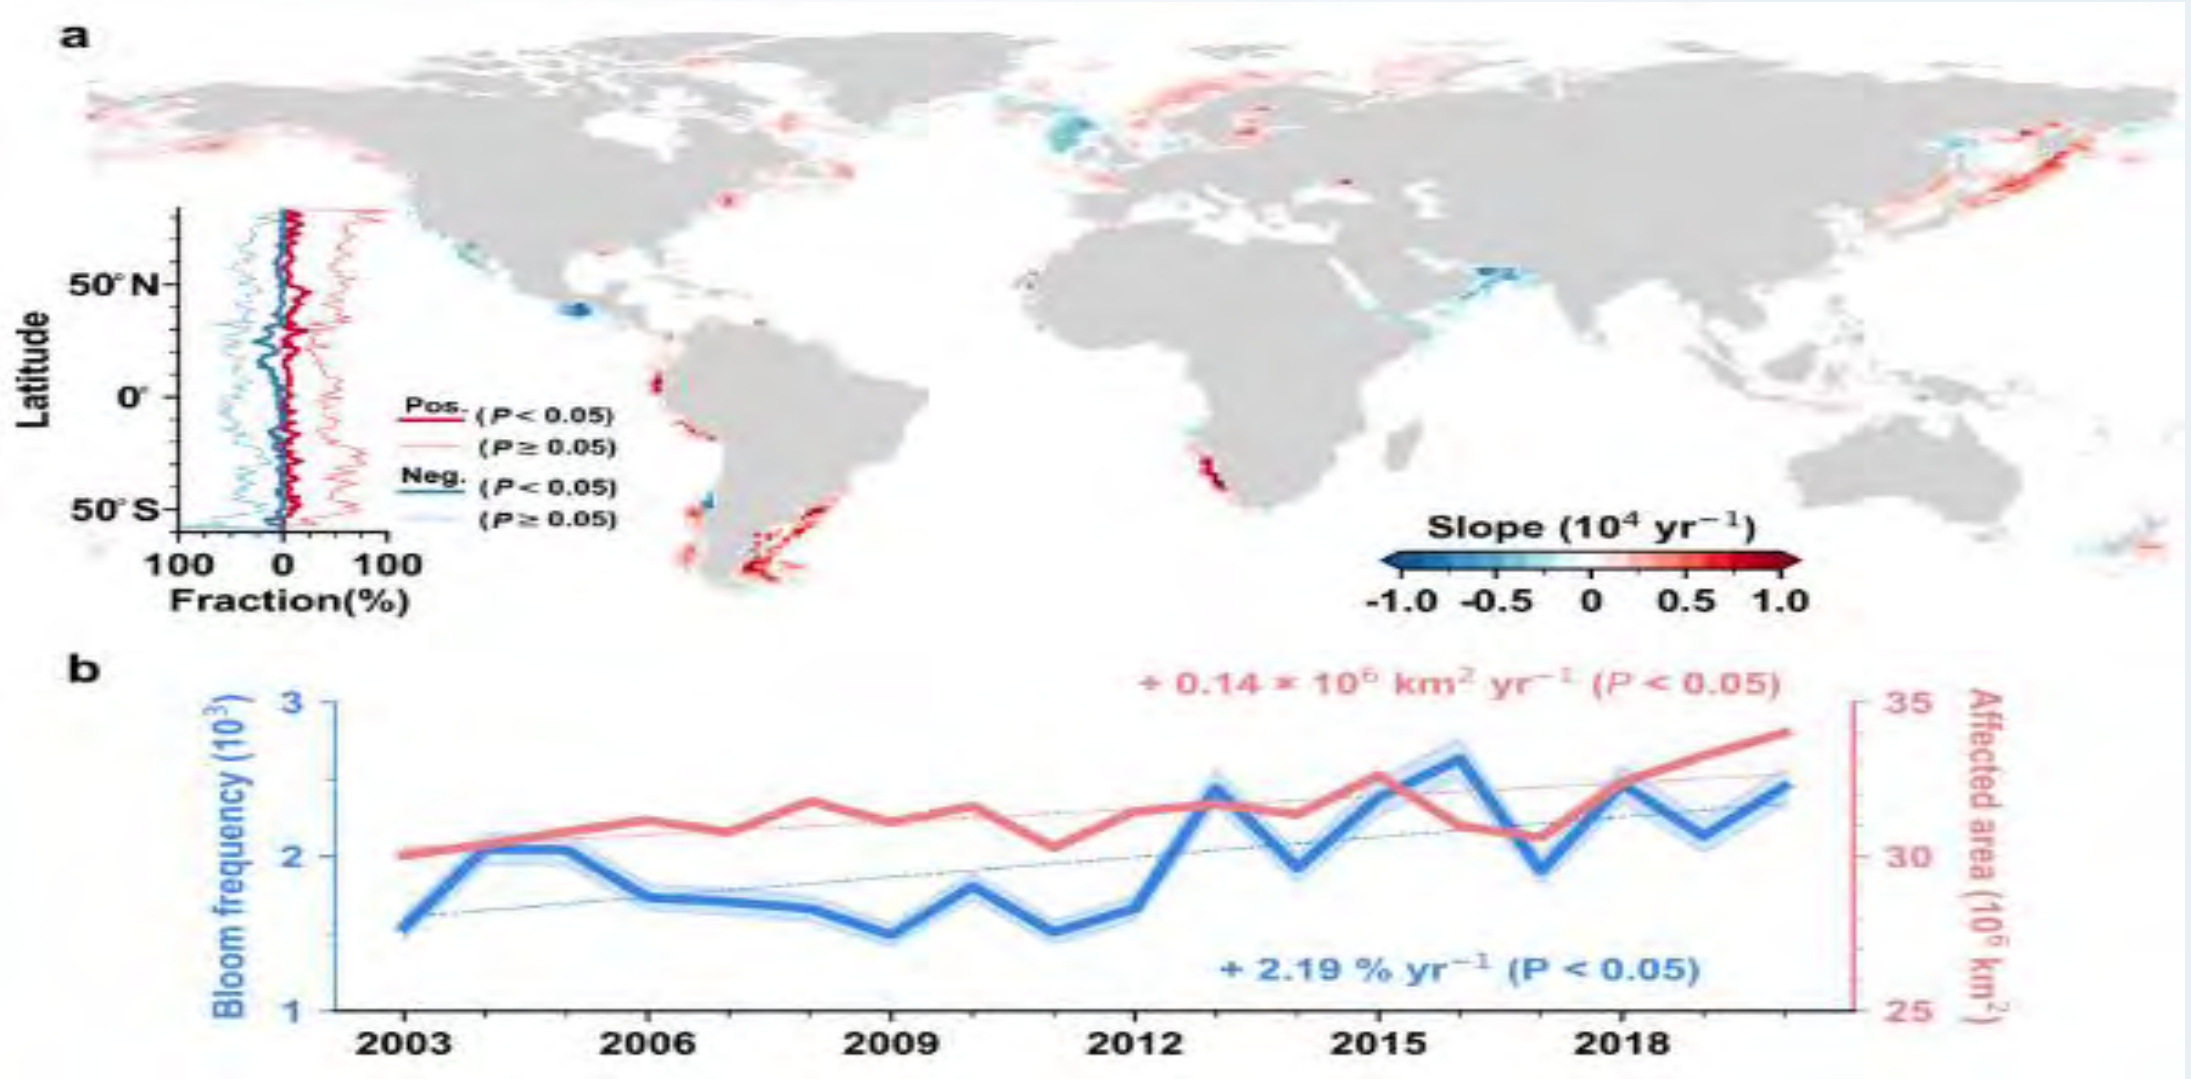 a
Latitude
50°N
0°
50°S
100 0 100
Fraction(%)
Pos. (P < 0.05)
(P ≥ 0.05)
Neg. (P < 0.05)
(P ≥ 0.05)
Slope (10⁴ yr⁻¹)
-1.0 -0.5 0 0.5 1.0
b
Bloom frequency (10³)
3
2
1
+ 0.14 × 10⁶ km² yr⁻¹ (P < 0.05)
+ 2.19 % yr⁻¹ (P < 0.05)
35
30
25
Affected area (10⁶ km²)
2003 2006 2009 2012 2015 2018